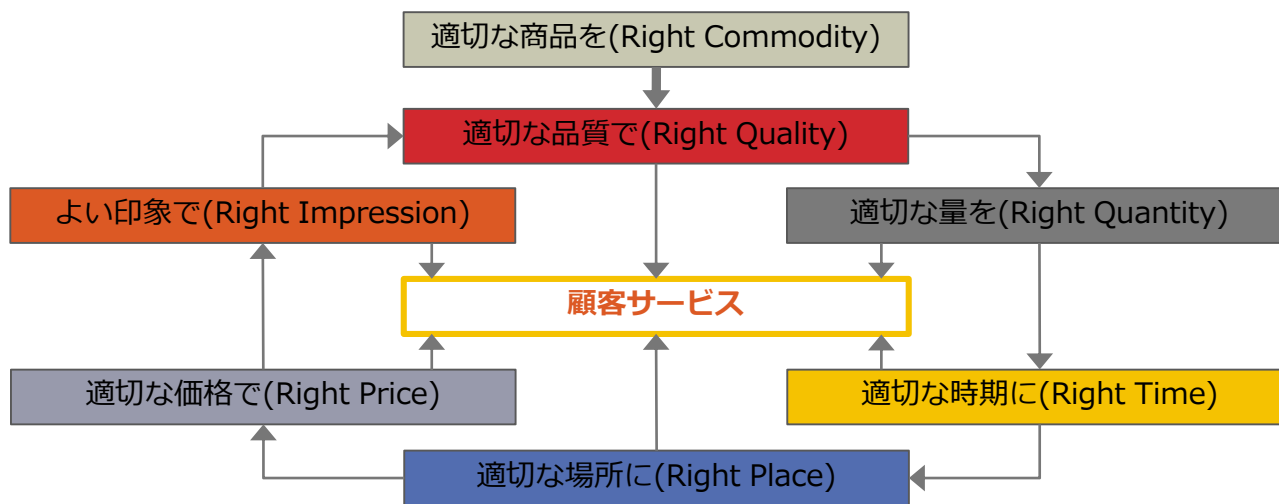 適切な商品を(Right Commodity)
適切な品質で(Right Quality)
よい印象で(Right Impression)
適切な量を(Right Quantity)
顧客サービス
適切な価格で(Right Price)
適切な時期に(Right Time)
適切な場所に(Right Place)